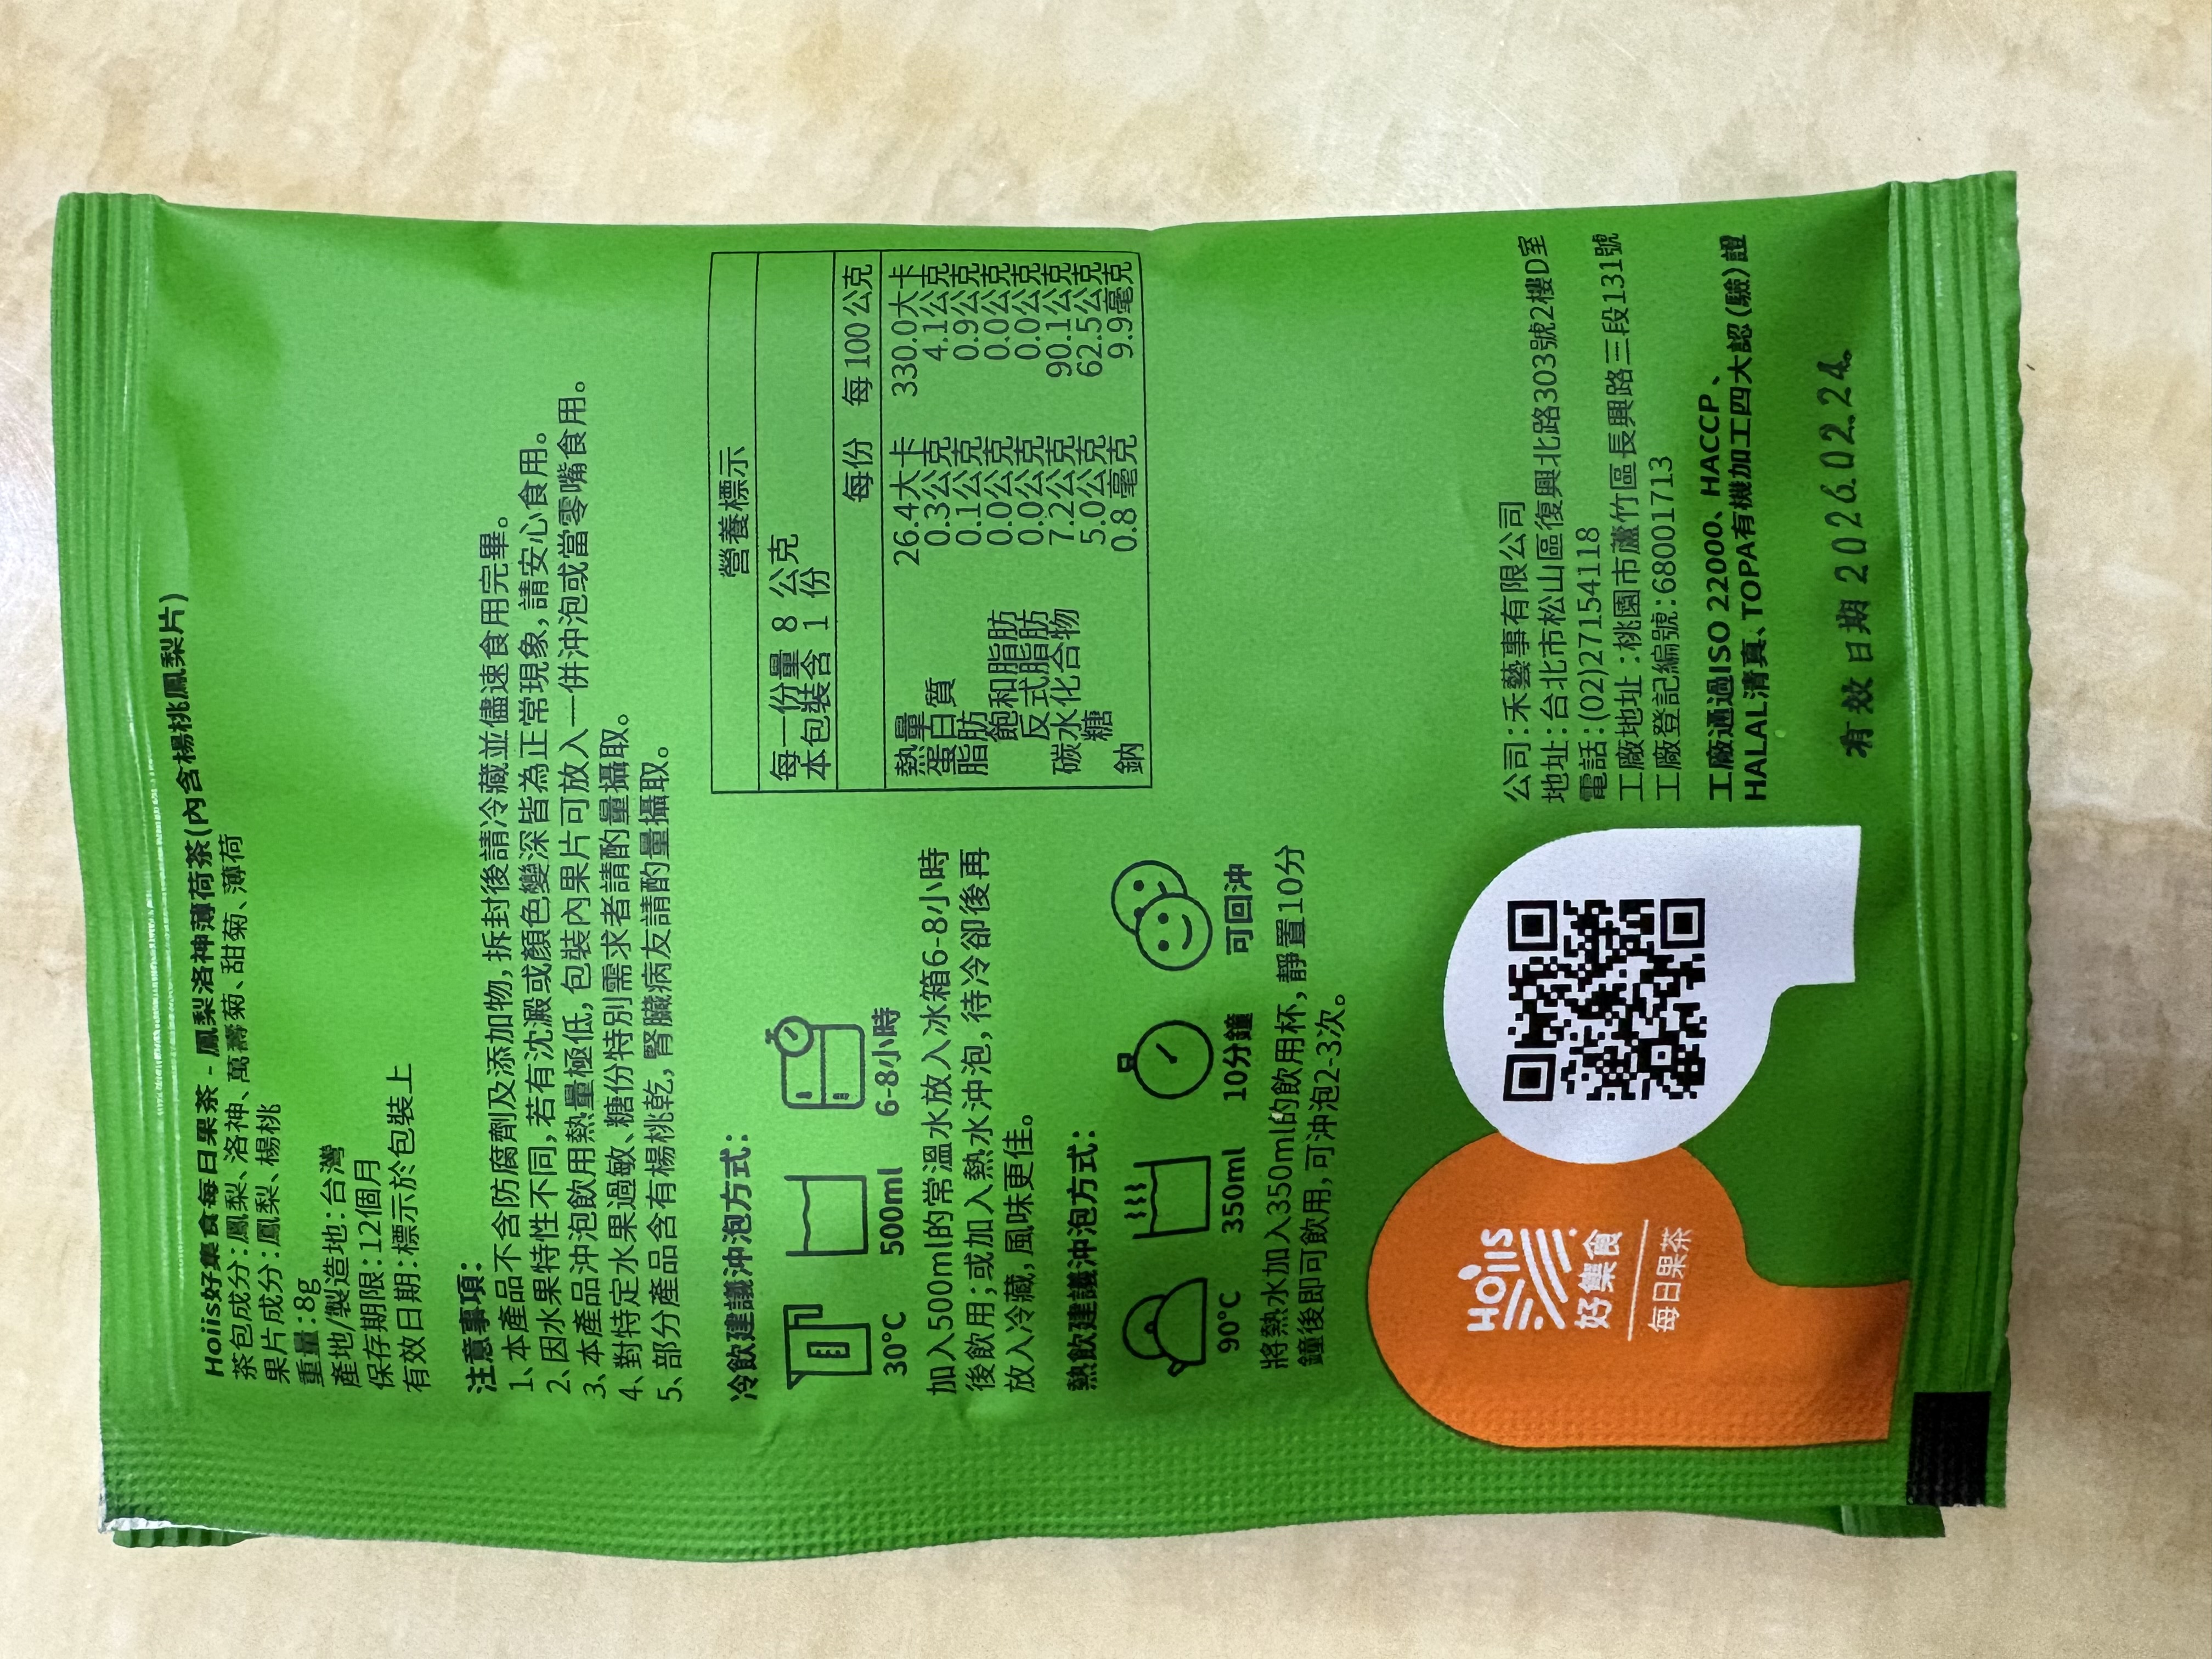 Hoiis好集食每日果茶 - 鳳梨洛神薄荷茶(內含楊桃鳳梨片)
茶包成分:鳳梨、洛神、萬壽菊、甜菊、薄荷
果片成分:鳳梨、楊桃
重量:8g
產地/製造地:台灣
保存期限:12個月
有效日期:標示於包裝上
注意事項:
1、本產品不含防腐劑及添加物,拆封後請冷藏並儘速食用完畢。
2、因水果特性不同,若有沈澱或顏色變深皆為正常現象,請安心食用。
3、本產品沖泡飲用熱量極低,包裝內果片可放入一併沖泡或當零嘴食用。
4、對特定水果過敏、糖份特別需求者請酌量攝取。
5、部分產品含有楊桃乾,腎臟病友請酌量攝取。
冷飲建議沖泡方式:
30°C 500ml 6-8小時
加入500ml的常溫水放入冰箱6-8小時
後飲用;或加入熱水沖泡,待冷卻後再
放入冷藏,風味更佳。
熱飲建議沖泡方式:
90°C 350ml 10分鐘 可回沖
將熱水加入350ml的飲用杯,靜置10分
鐘後即可飲用,可沖泡2-3次。
營養標示
每一份量 8 公克
本包裝含 1 份
每份 每 100 公克
熱量 26.4大卡 330.0大卡
蛋白質 0.3公克 4.1公克
脂肪 0.1公克 0.9公克
飽和脂肪 0.0公克 0.0公克
反式脂肪 0.0公克 0.0公克
碳水化合物 7.2公克 90.1公克
糖 5.0公克 62.5公克
鈉 0.8毫克 9.9毫克
Hoiis
好集食
每日果茶
公司:禾藝事有限公司
地址:台北市松山區復興北路303號2樓D室
電話:(02)27154118
工廠地址:桃園市蘆竹區長興路三段131號
工廠登記編號:68001713
工廠通過ISO 22000、HACCP、
HALAL清真、TOPA有機加工四大認(驗)證
有效日期 2026.02.24.